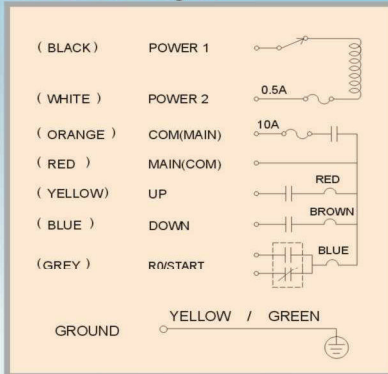 ( BLACK) POWER 1
( WHITE ) POWER 2 0.5A
( ORANGE ) COM(MAIN) 10A
( RED ) MAIN(COM)
( YELLOW) UP RED
( BLUE ) DOWN BROWN
(GREY ) R0/START BLUE
GROUND YELLOW / GREEN